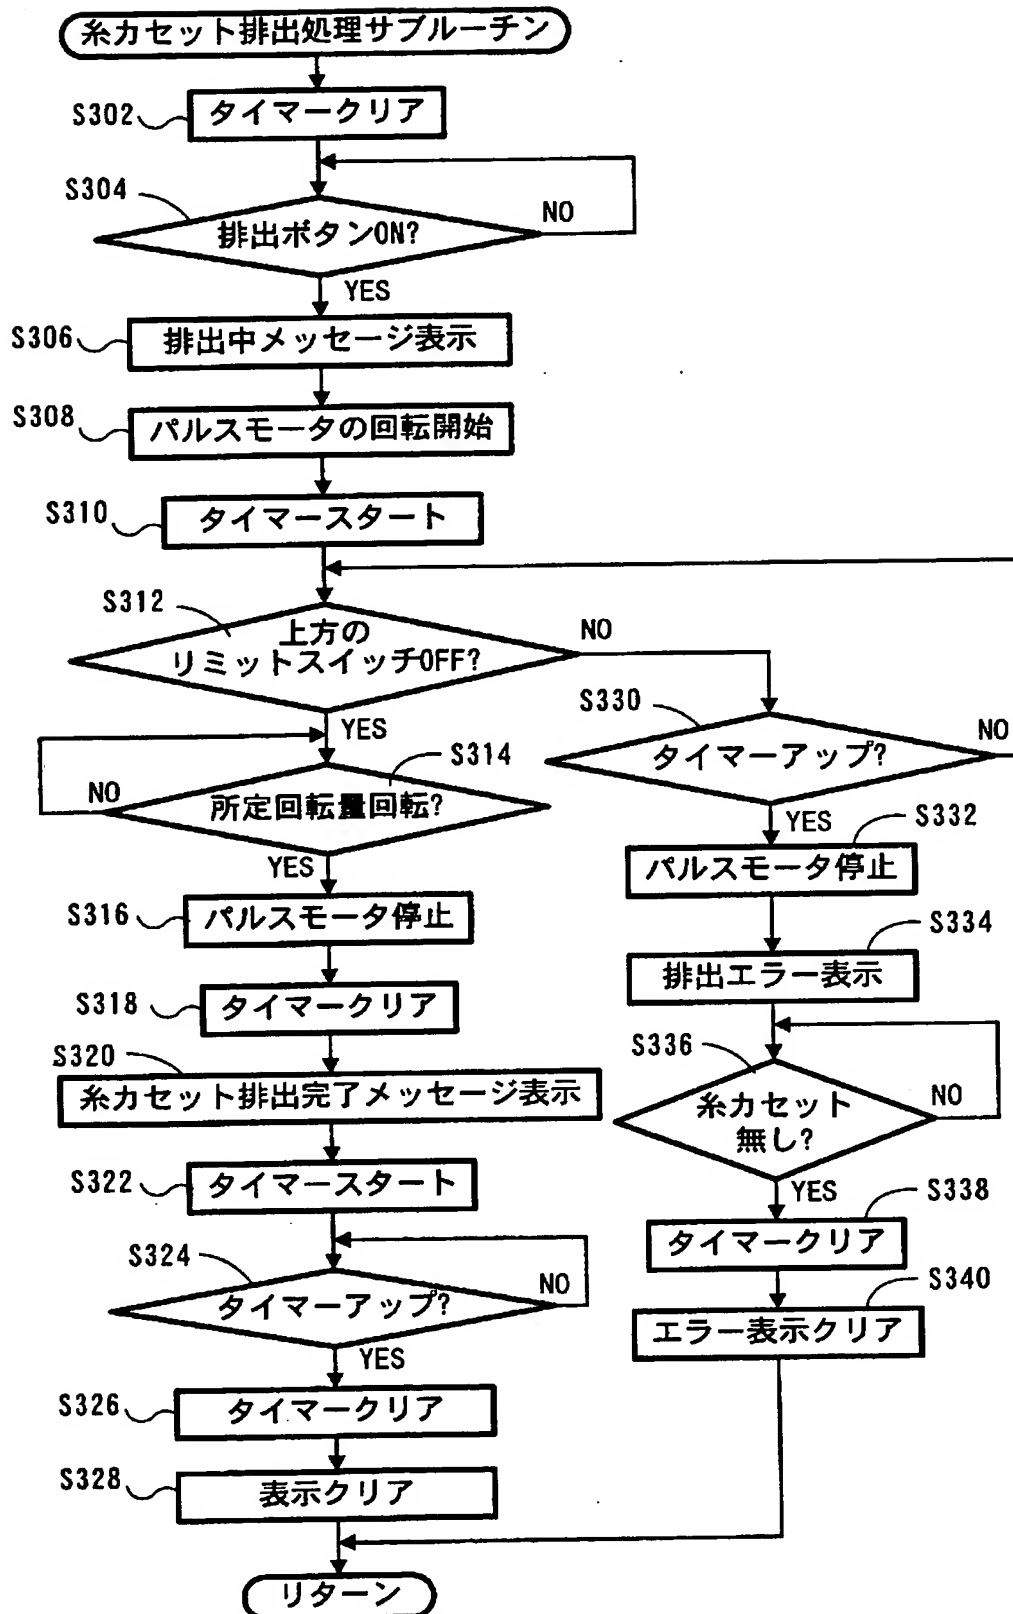 糸カセット排出処理サブルーチン
S302
タイマークリア
S304
排出ボタンON?
NO
YES
S306
排出中メッセージ表示
S308
パルスモータの回転開始
S310
タイマースタート
S312
上方の
リミットスイッチOFF?
NO
YES
S314
所定回転量回転?
NO
YES
S316
パルスモータ停止
S318
タイマークリア
S320
糸カセット排出完了メッセージ表示
S322
タイマースタート
S324
タイマーアップ?
NO
YES
S326
タイマークリア
S328
表示クリア
S330
タイマーアップ?
NO
YES
S332
パルスモータ停止
S334
排出エラー表示
S336
糸カセット
無し?
NO
YES
S338
タイマークリア
S340
エラー表示クリア
リターン